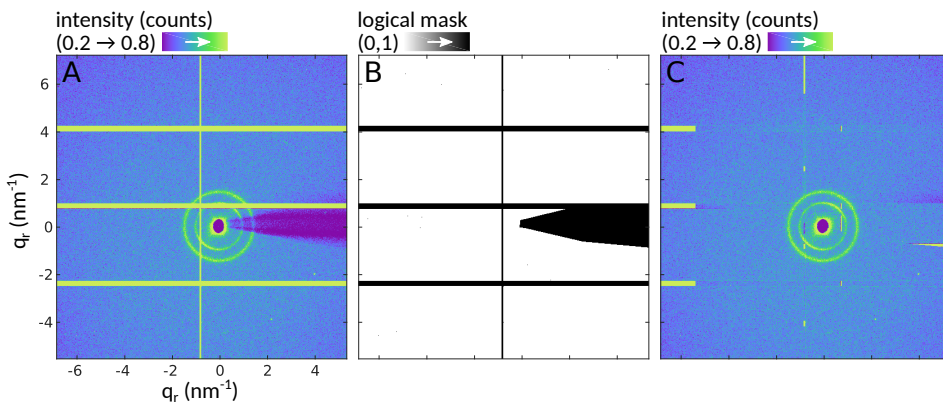 intensity (counts)
(0.2 → 0.8)
logical mask
(0,1)
intensity (counts)
(0.2 → 0.8)
A
B
C
6
4
2
0
-2
-4
qr (nm-1)
-6 -4 -2 0 2 4
qr (nm-1)